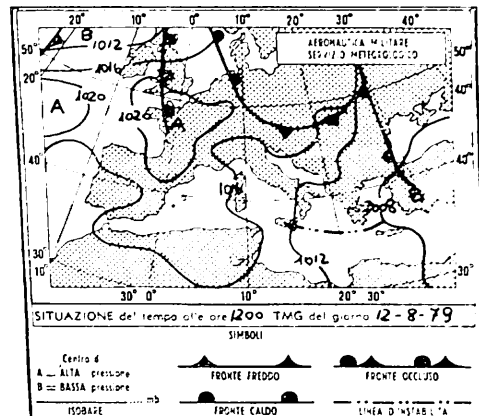 20° 10° 0° 5° 10° 20° 30° 40°
50° B 1012 50°
AERONAUTICA MILITARE
SERVIZIO METEOROLOGICO
1016
20°
A 1020 1026 A 40°
40
1008
1012
30°
10° 30°
30° 0° 10° 20° 30°
SITUAZIONE del tempo alle ore 1200 TMG del giorno 12-8-79
SIMBOLI
Centro di
A = ALTA pressione
B = BASSA pressione
FRONTE FREDDO FRONTE OCCLUSO
mb
ISOBARE FRONTE CALDO LINEA D'INSTABILITA